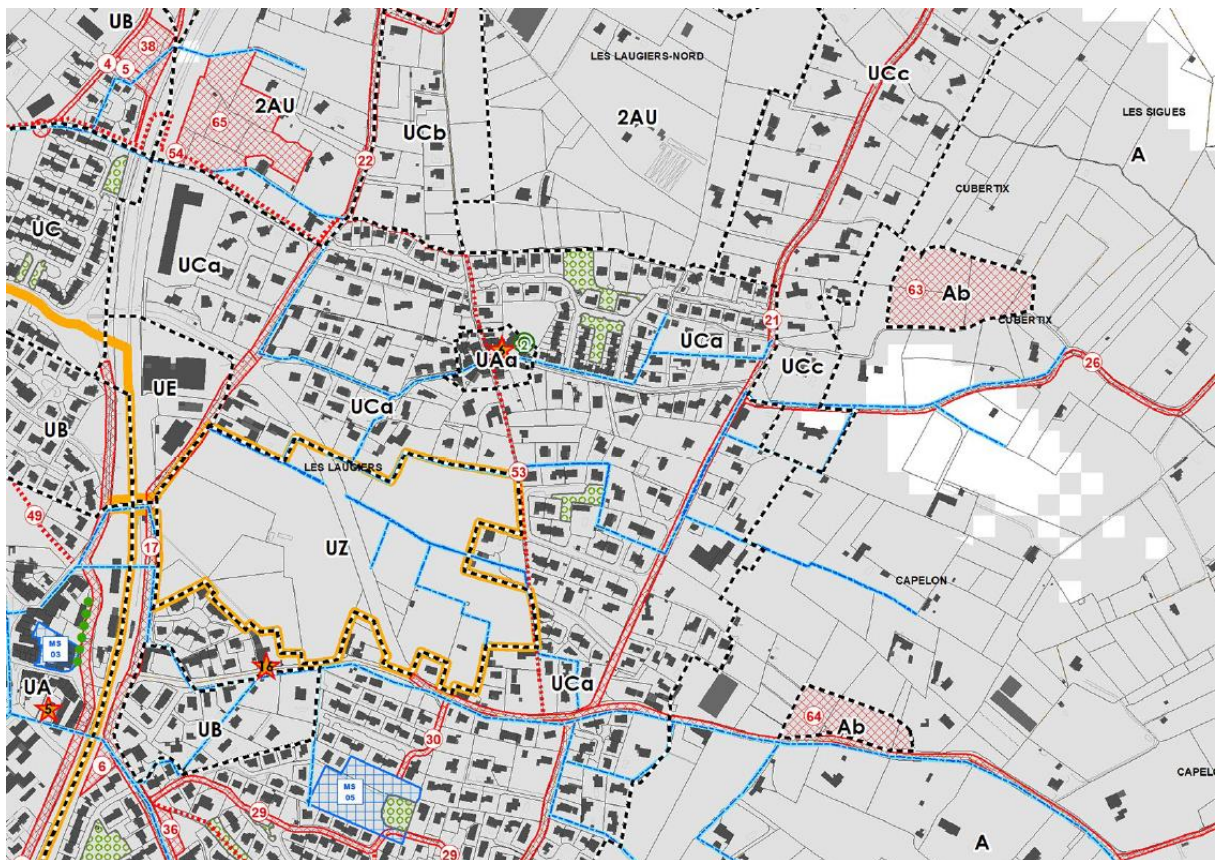 UB
38
4
5
LES LAUGIERS-NORD
UCc
2AU
65
2AU
LES SIGUES
UCb
54
22
A
CUBERTIX
UC
UCa
63
Ab
21
CUBERTIX
UCa
UAa
UCc
26
UE
UCa
UB
LES LAUGIERS
53
49
17
UZ
CAPELON
MS
03
UA
5
UCa
UB
64
Ab
30
6
MS
05
CAPELO
29
36
29
A